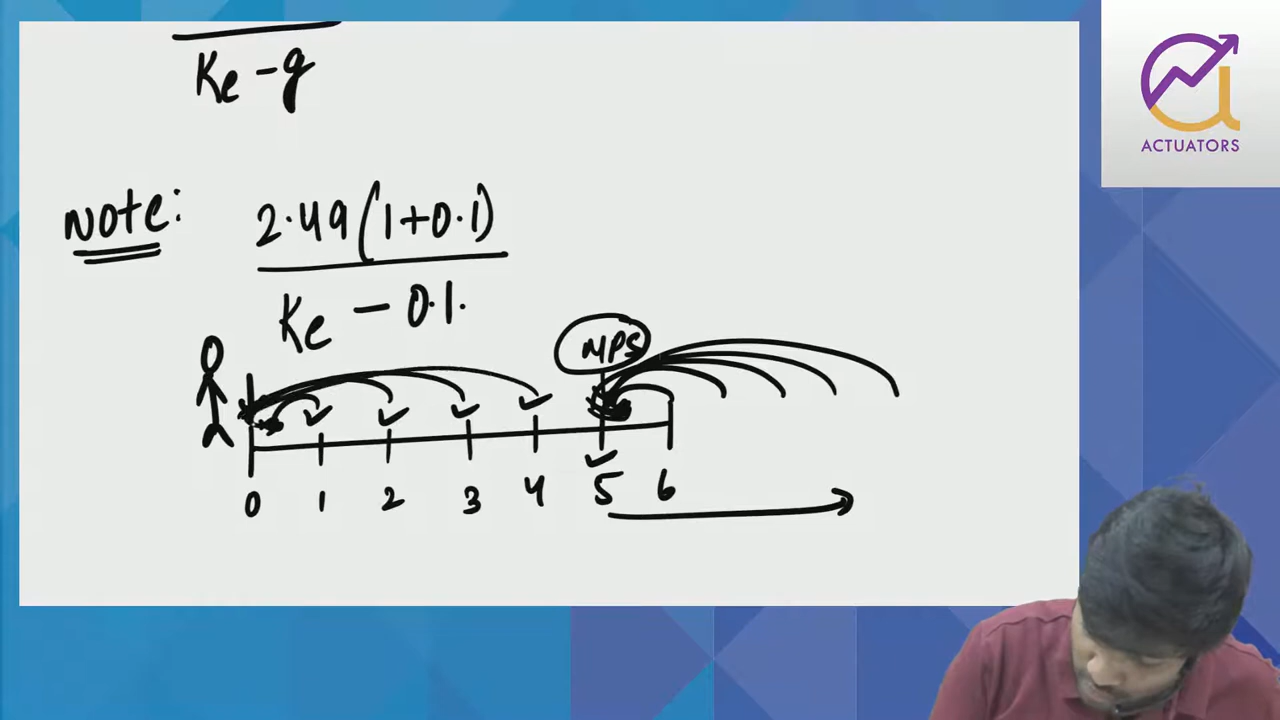 Ke - g
Note: 2.49(1+0.1)
Ke - 0.1.
MPS
0 1 2 3 4 5 6
ACTUATORS